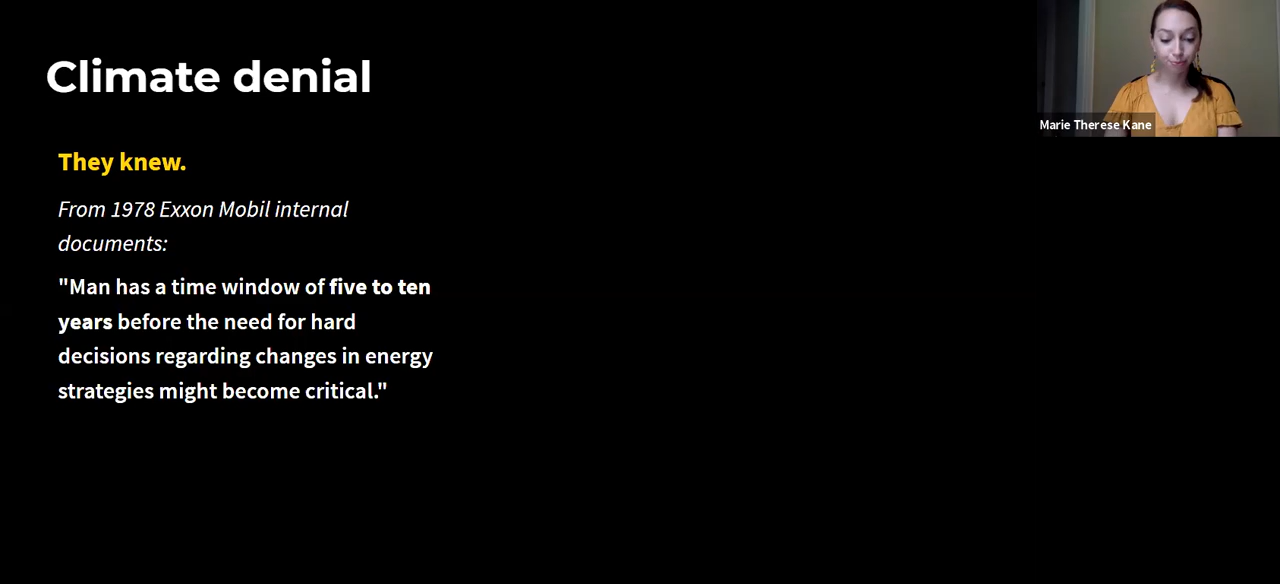 Climate denial
They knew.
From 1978 Exxon Mobil internal
documents:
"Man has a time window of five to ten
years before the need for hard
decisions regarding changes in energy
strategies might become critical."
Marie Therese Kane